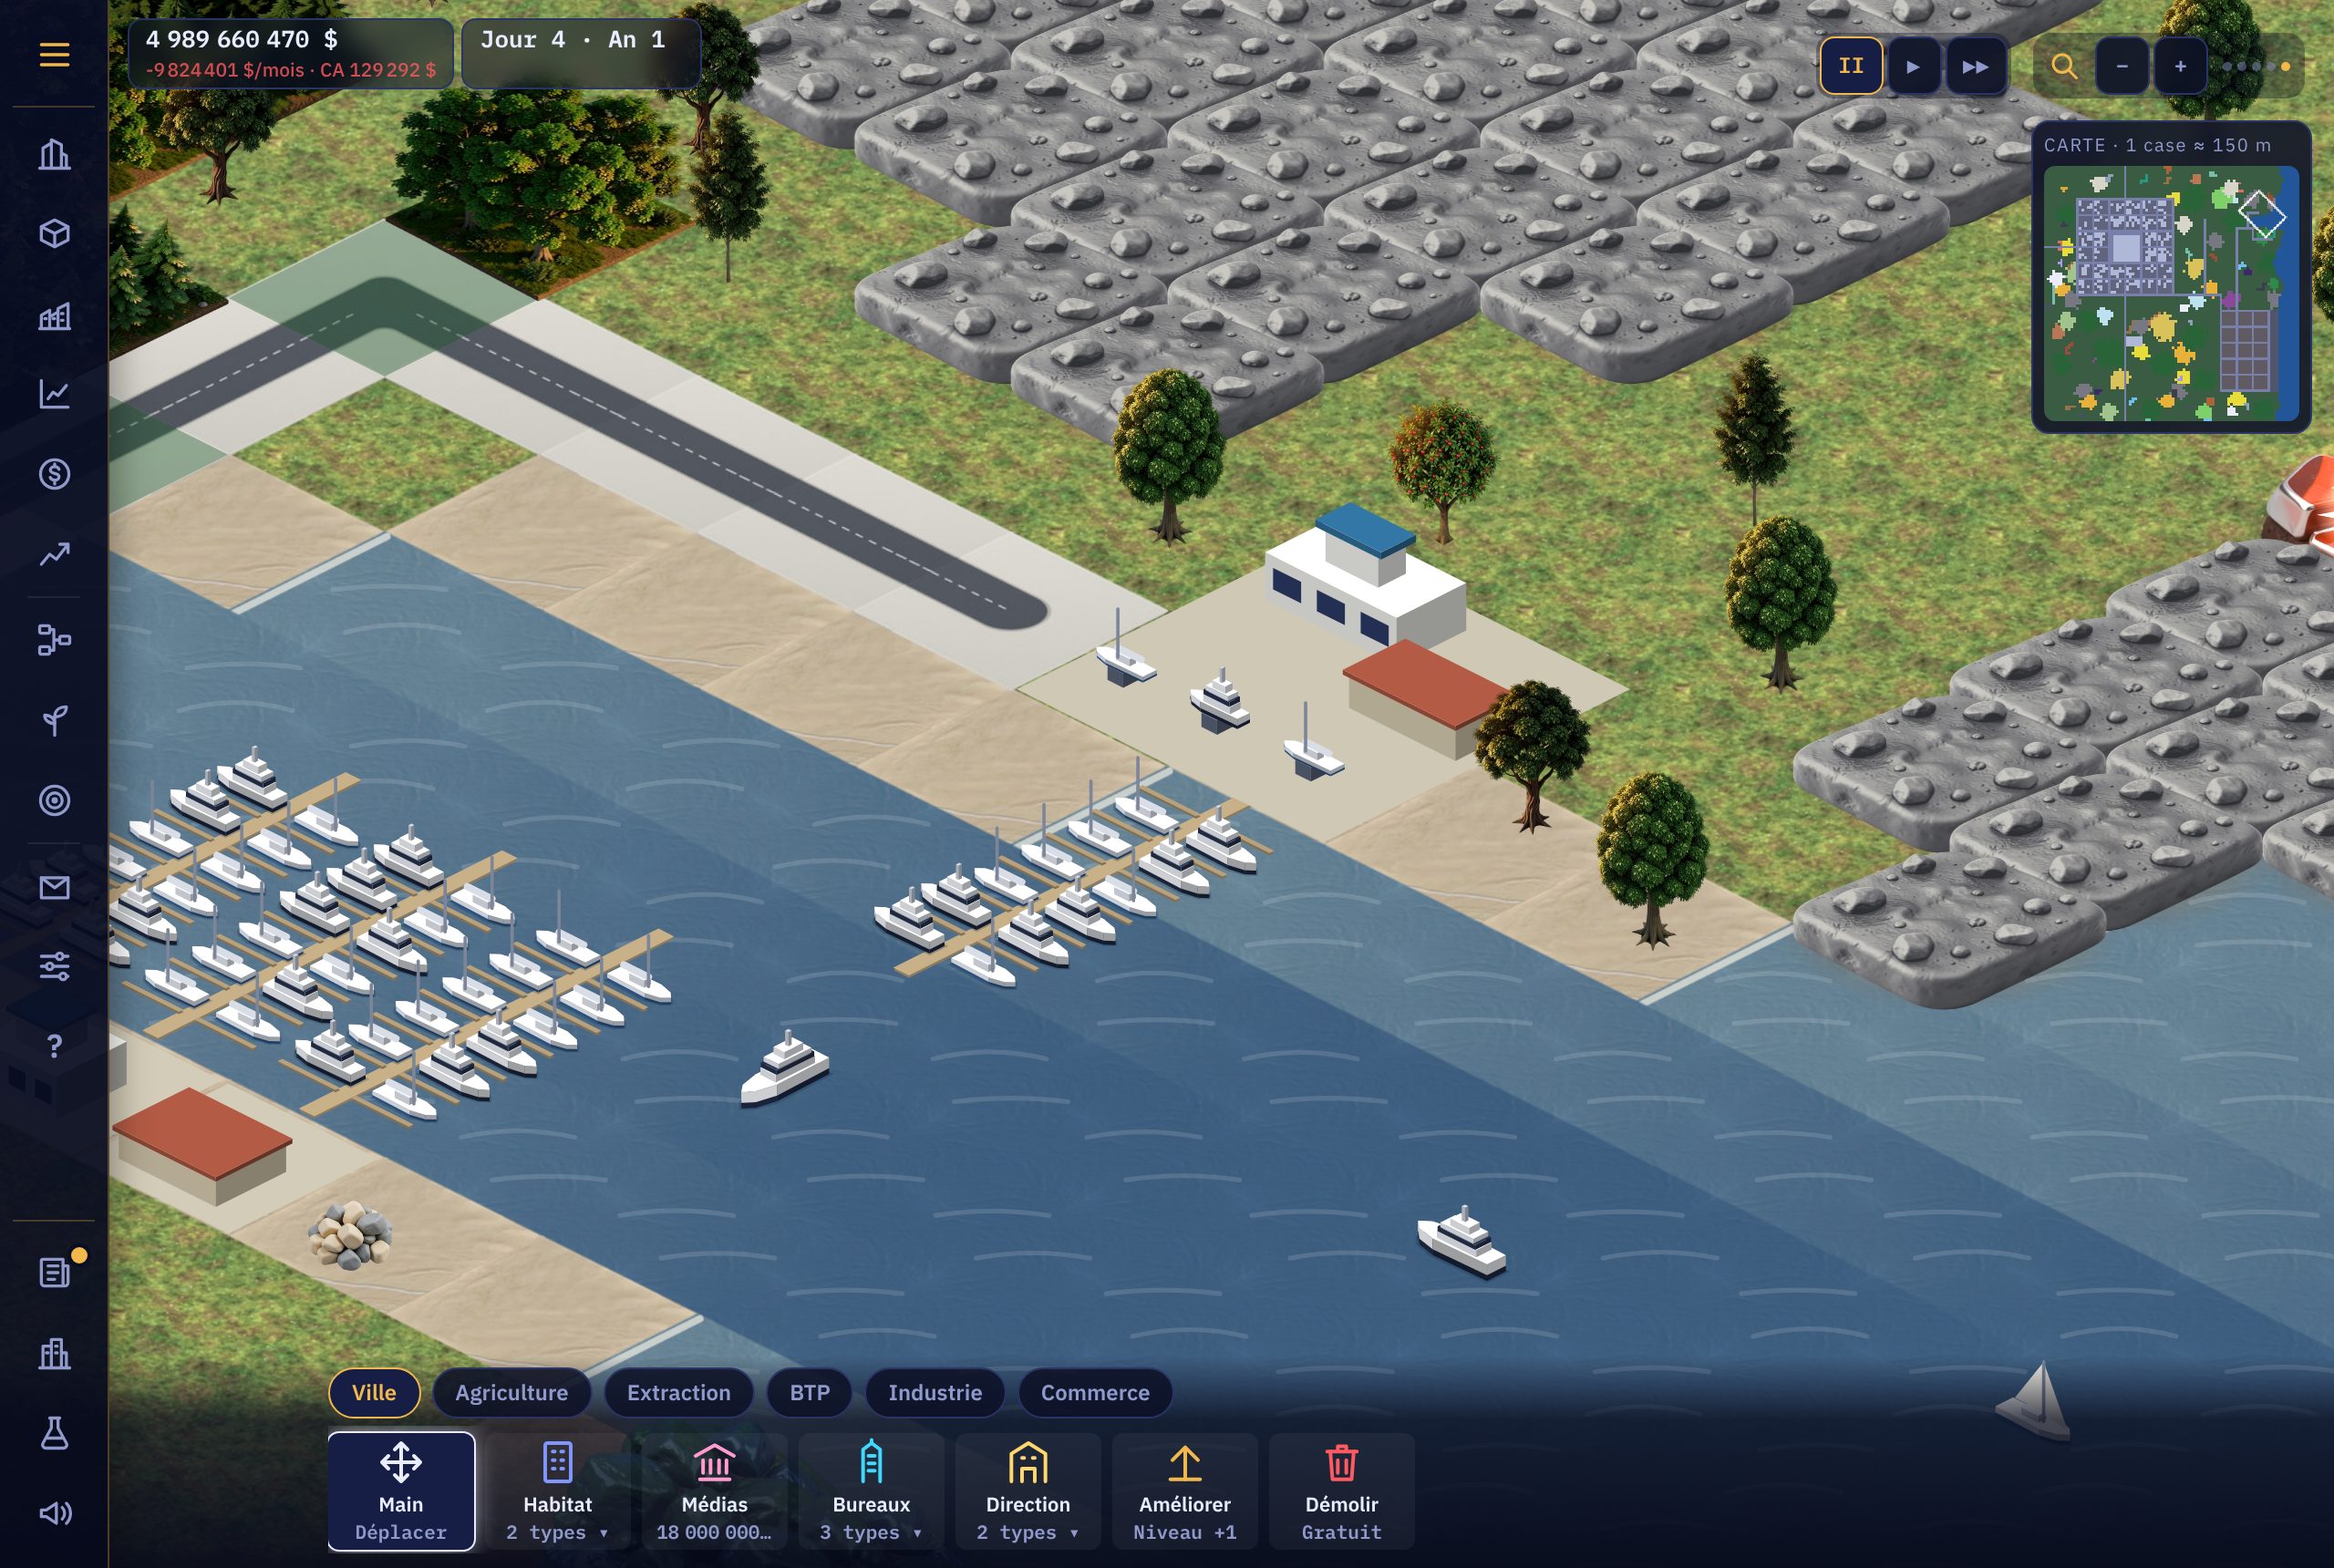 4 989 660 470 $
-9 824 401 $/mois · CA 129 292 $
Jour 4 · An 1
CARTE · 1 case ≈ 150 m
Ville
Agriculture
Extraction
BTP
Industrie
Commerce
Main
Déplacer
Habitat
2 types ▾
Médias
18 000 000…
Bureaux
3 types ▾
Direction
2 types ▾
Améliorer
Niveau +1
Démolir
Gratuit